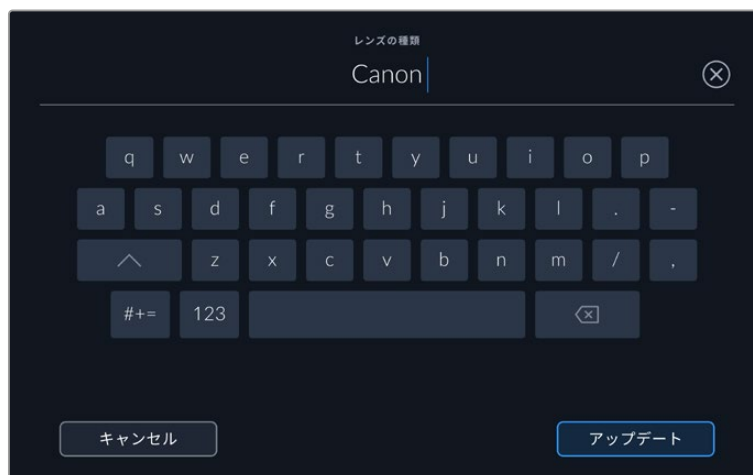 レンズの種類
Canon
q w e r t y u i o p
a s d f g h j k l . -
z x c v b n m / ,
#+= 123
キャンセル アップデート